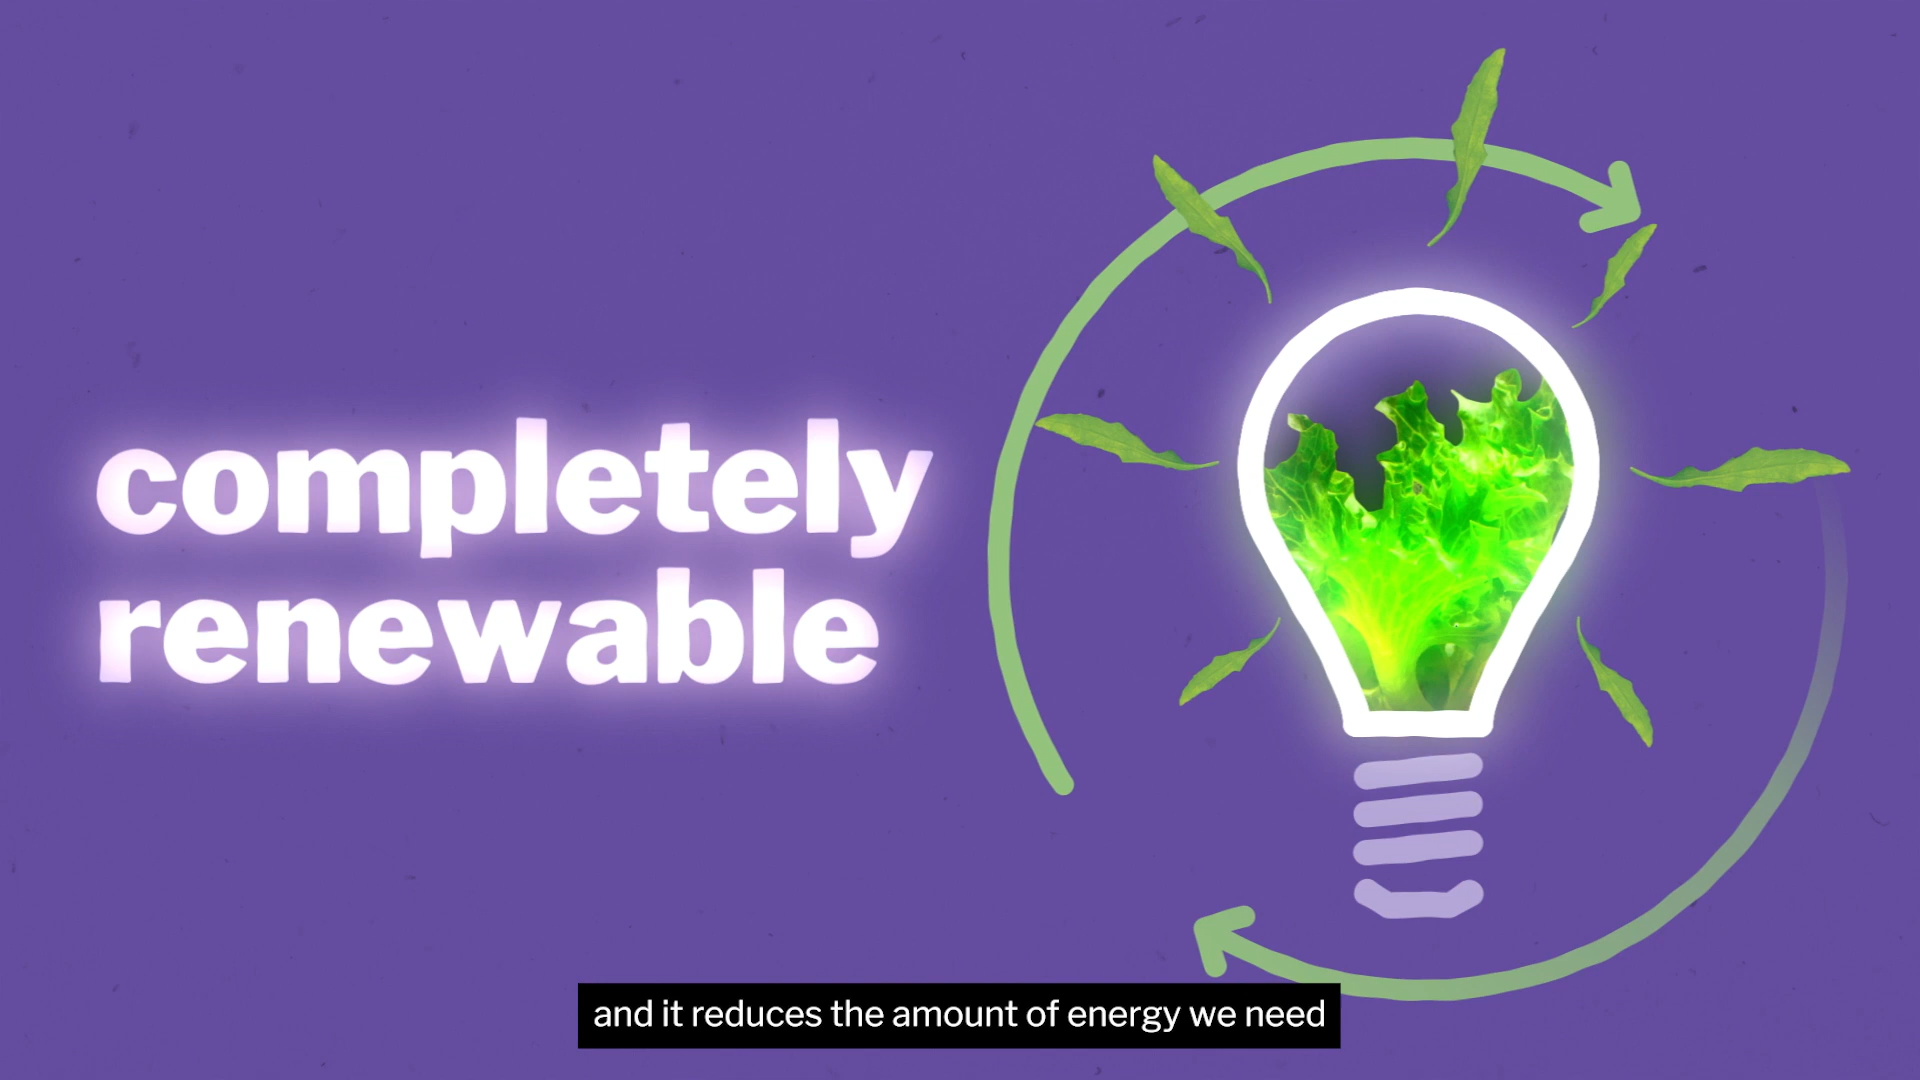 completely
renewable
and it reduces the amount of energy we need